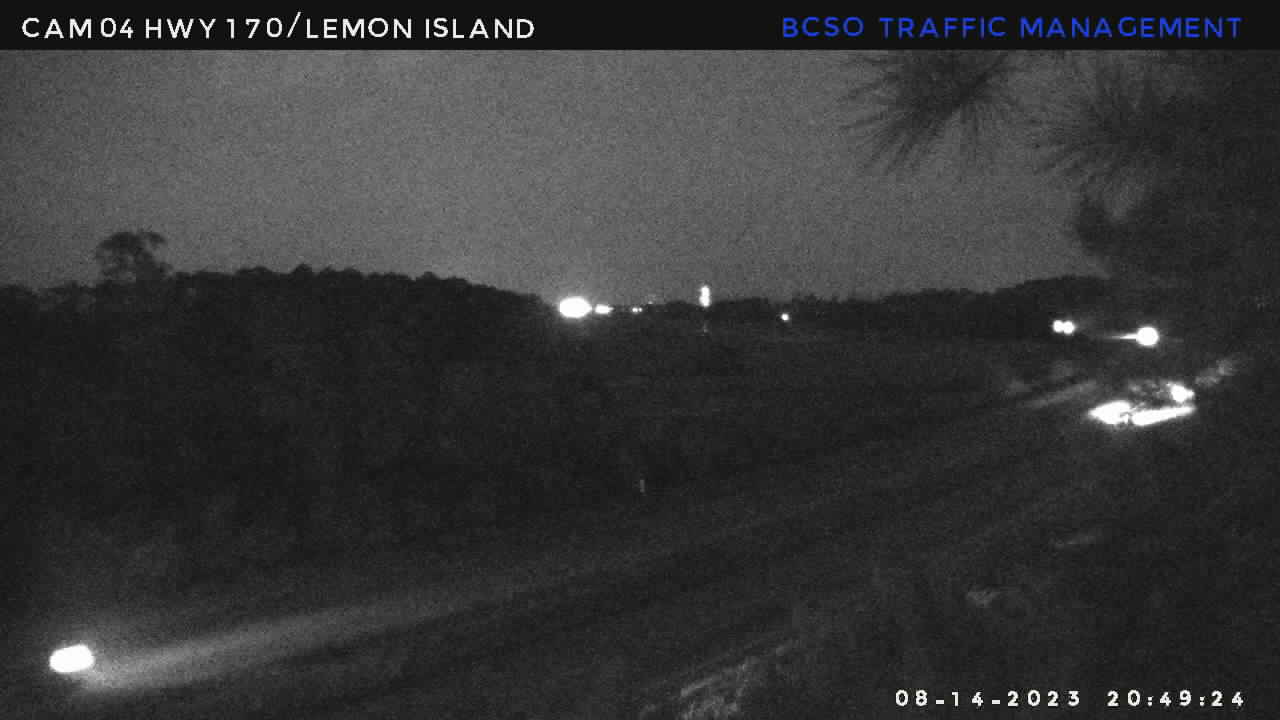 CAM 04 HWY 170/LEMON ISLAND
BCSO TRAFFIC MANAGEMENT
08-14-2023 20:49:24